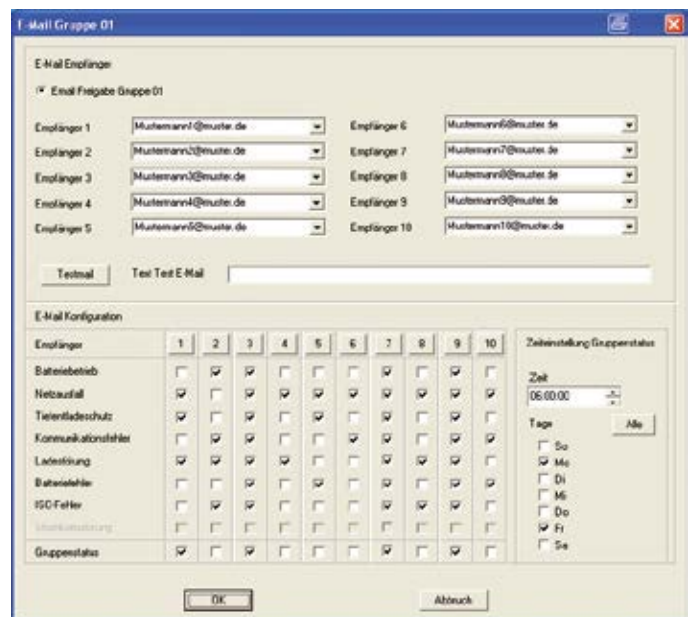 E-Mail Gruppe 01
E-Mail Empfänger
Email Freigabe Gruppe 01
Empfänger 1 Mustermann1@muster.de Empfänger 6 Mustermann6@muster.de
Empfänger 2 Mustermann2@muster.de Empfänger 7 Mustermann7@muster.de
Empfänger 3 Mustermann3@muster.de Empfänger 8 Mustermann8@muster.de
Empfänger 4 Mustermann4@muster.de Empfänger 9 Mustermann9@muster.de
Empfänger 5 Mustermann5@muster.de Empfänger 10 Mustermann10@muster.de
Testmail Text Test E-Mail
E-Mail Konfiguration
Empfänger 1 2 3 4 5 6 7 8 9 10
Batteriebetrieb
Netzausfall
Tiefentladeschutz
Kommunikationsfehler
Ladestörung
Batteriefehler
ISO-Fehler
Gruppenstatus
Zeiteinstellung Gruppenstatus
Zeit
06:00:00
Tage Alle
So
Mo
Di
Mi
Do
Fr
Sa
OK Abbruch